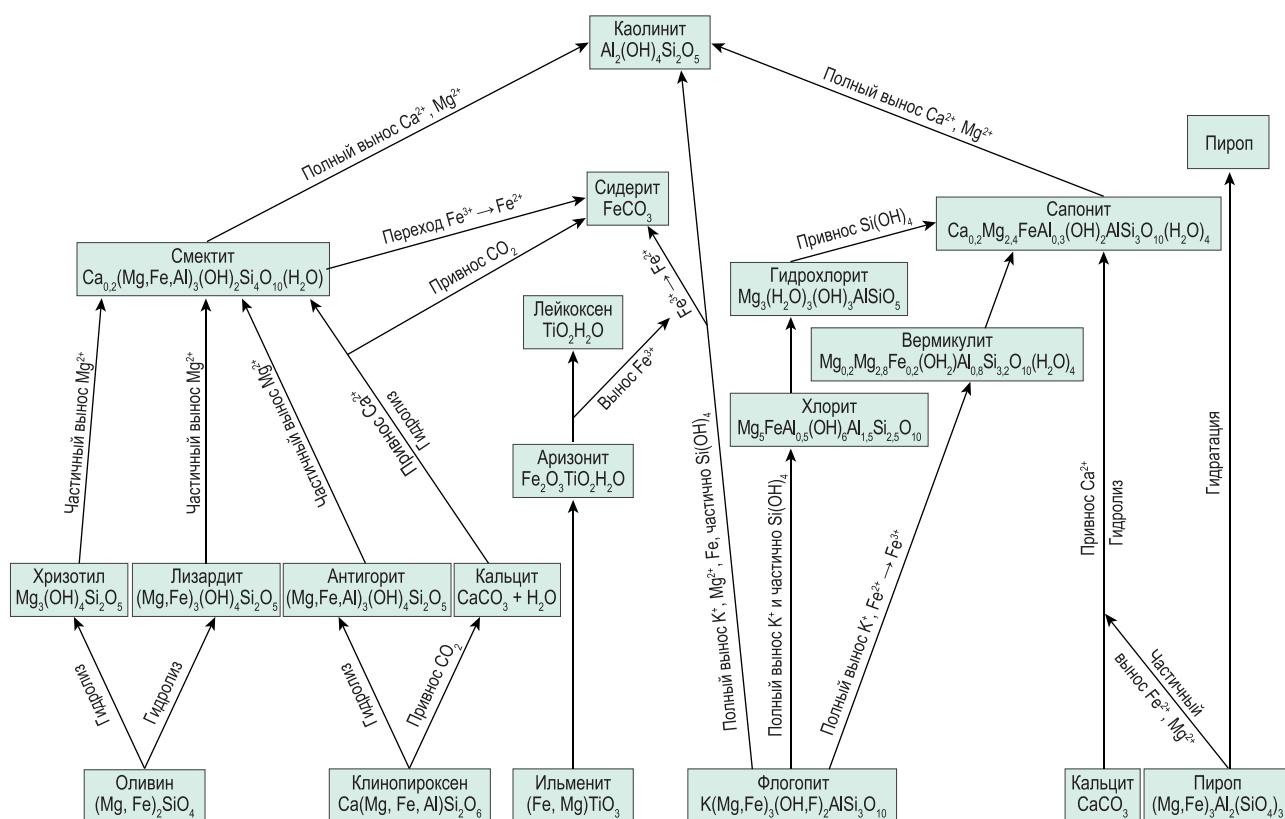 Каолинит
Al₂(OH)₄Si₂O₅
Полный вынос Ca²⁺, Mg²⁺
Полный вынос Ca²⁺, Mg²⁺
Пироп
Сидерит
FeCO₃
Переход Fe³⁺ → Fe²⁺
Привнос CO₂
Fe³⁺ → Fe²⁺
Смектит
Ca₀,₂(Mg,Fe,Al)₃(OH)₂Si₄O₁₀(H₂O)
Сапонит
Ca₀,₂Mg₂,₄FeAl₀,₃(OH)₂AlSi₃O₁₀(H₂O)₄
Привнос Si(OH)₄
Гидрохлорит
Mg₃(H₂O)₃(OH)₃AlSiO₅
Лейкоксен
TiO₂H₂O
Вынос Fe³⁺
Вермикулит
Mg₀,₂Mg₂,₈Fe₀,₂(OH₂)Al₀,₈Si₃,₂O₁₀(H₂O)₄
Хлорит
Mg₅FeAl₀,₅(OH)₆Al₁,₅Si₂,₅O₁₀
Аризонит
Fe₂O₃TiO₂H₂O
Частичный вынос Mg²⁺
Частичный вынос Mg²⁺
Частичный вынос Mg²⁺
Привнос Ca²⁺
Гидролиз
Полный вынос K⁺, Mg²⁺, Fe, частично Si(OH)₄
Полный вынос K⁺ и частично Si(OH)₄
Полный вынос K⁺, Fe²⁺ → Fe³⁺
Привнос Ca²⁺
Гидролиз
Гидратация
Хризотил
Mg₃(OH)₄Si₂O₅
Лизардит
(Mg,Fe)₃(OH)₄Si₂O₅
Антигорит
(Mg,Fe,Al)₃(OH)₄Si₂O₅
Кальцит
CaCO₃ + H₂O
Гидролиз
Гидролиз
Гидролиз
Привнос CO₂
Частичный
вынос Fe²⁺, Mg²⁺
Оливин
(Mg, Fe)₂SiO₄
Клинопироксен
Ca(Mg, Fe, Al)Si₂O₆
Ильменит
(Fe, Mg)TiO₃
Флогопит
K(Mg,Fe)₃(OH,F)₂AlSi₃O₁₀
Кальцит
CaCO₃
Пироп
(Mg,Fe)₃Al₂(SiO₄)₃